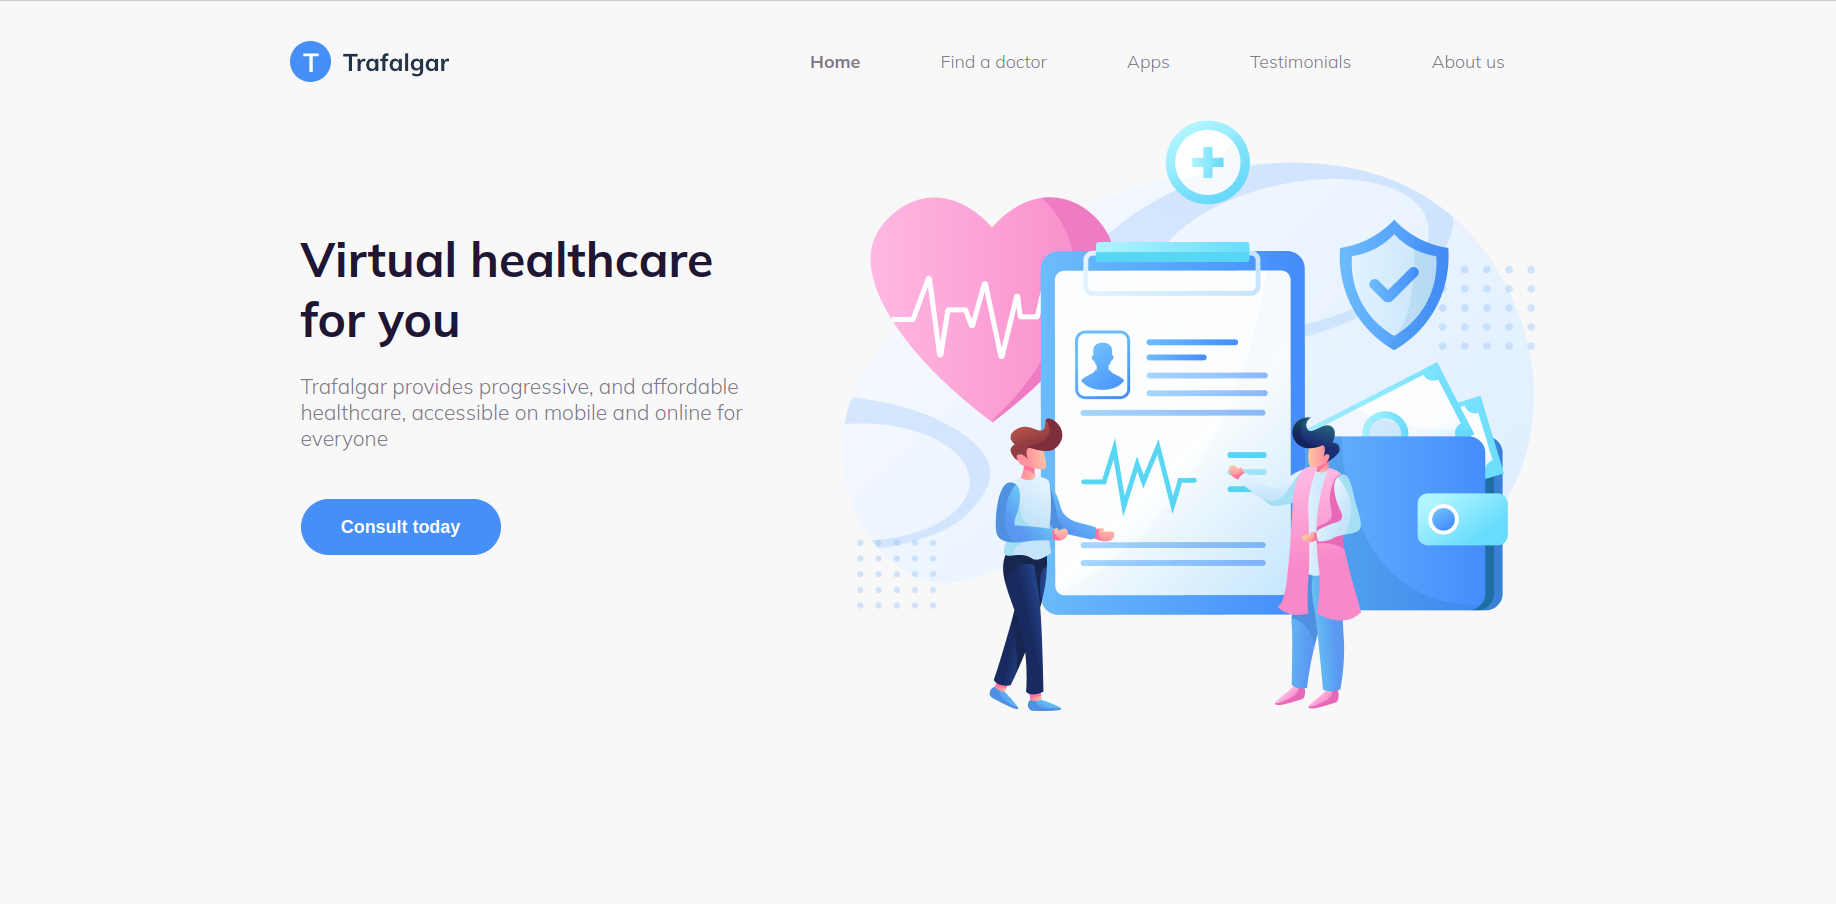 T Trafalgar
Home Find a doctor Apps Testimonials About us
Virtual healthcare
for you
Trafalgar provides progressive, and affordable
healthcare, accessible on mobile and online for
everyone
Consult today